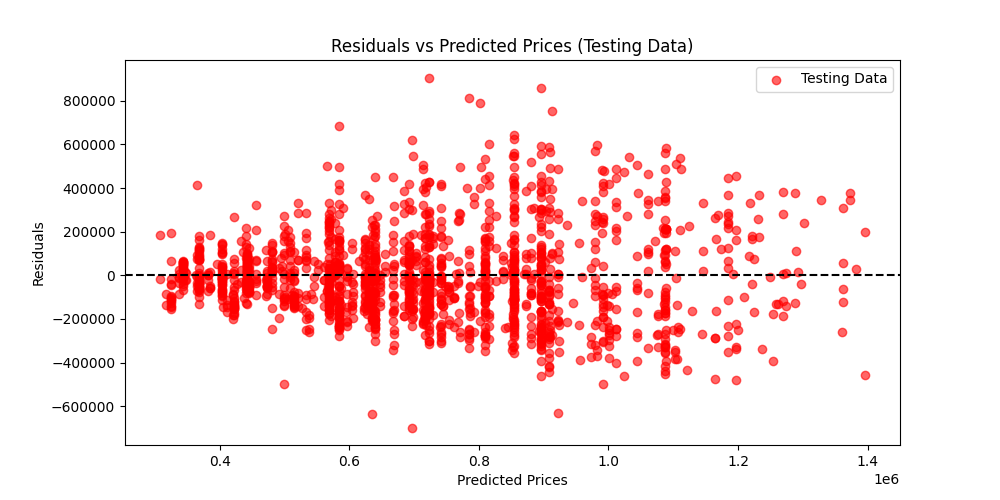 Residuals vs Predicted Prices (Testing Data)
Testing Data
800000
600000
400000
200000
0
−200000
−400000
−600000
Residuals
0.4 0.6 0.8 1.0 1.2 1.4
1e6
Predicted Prices